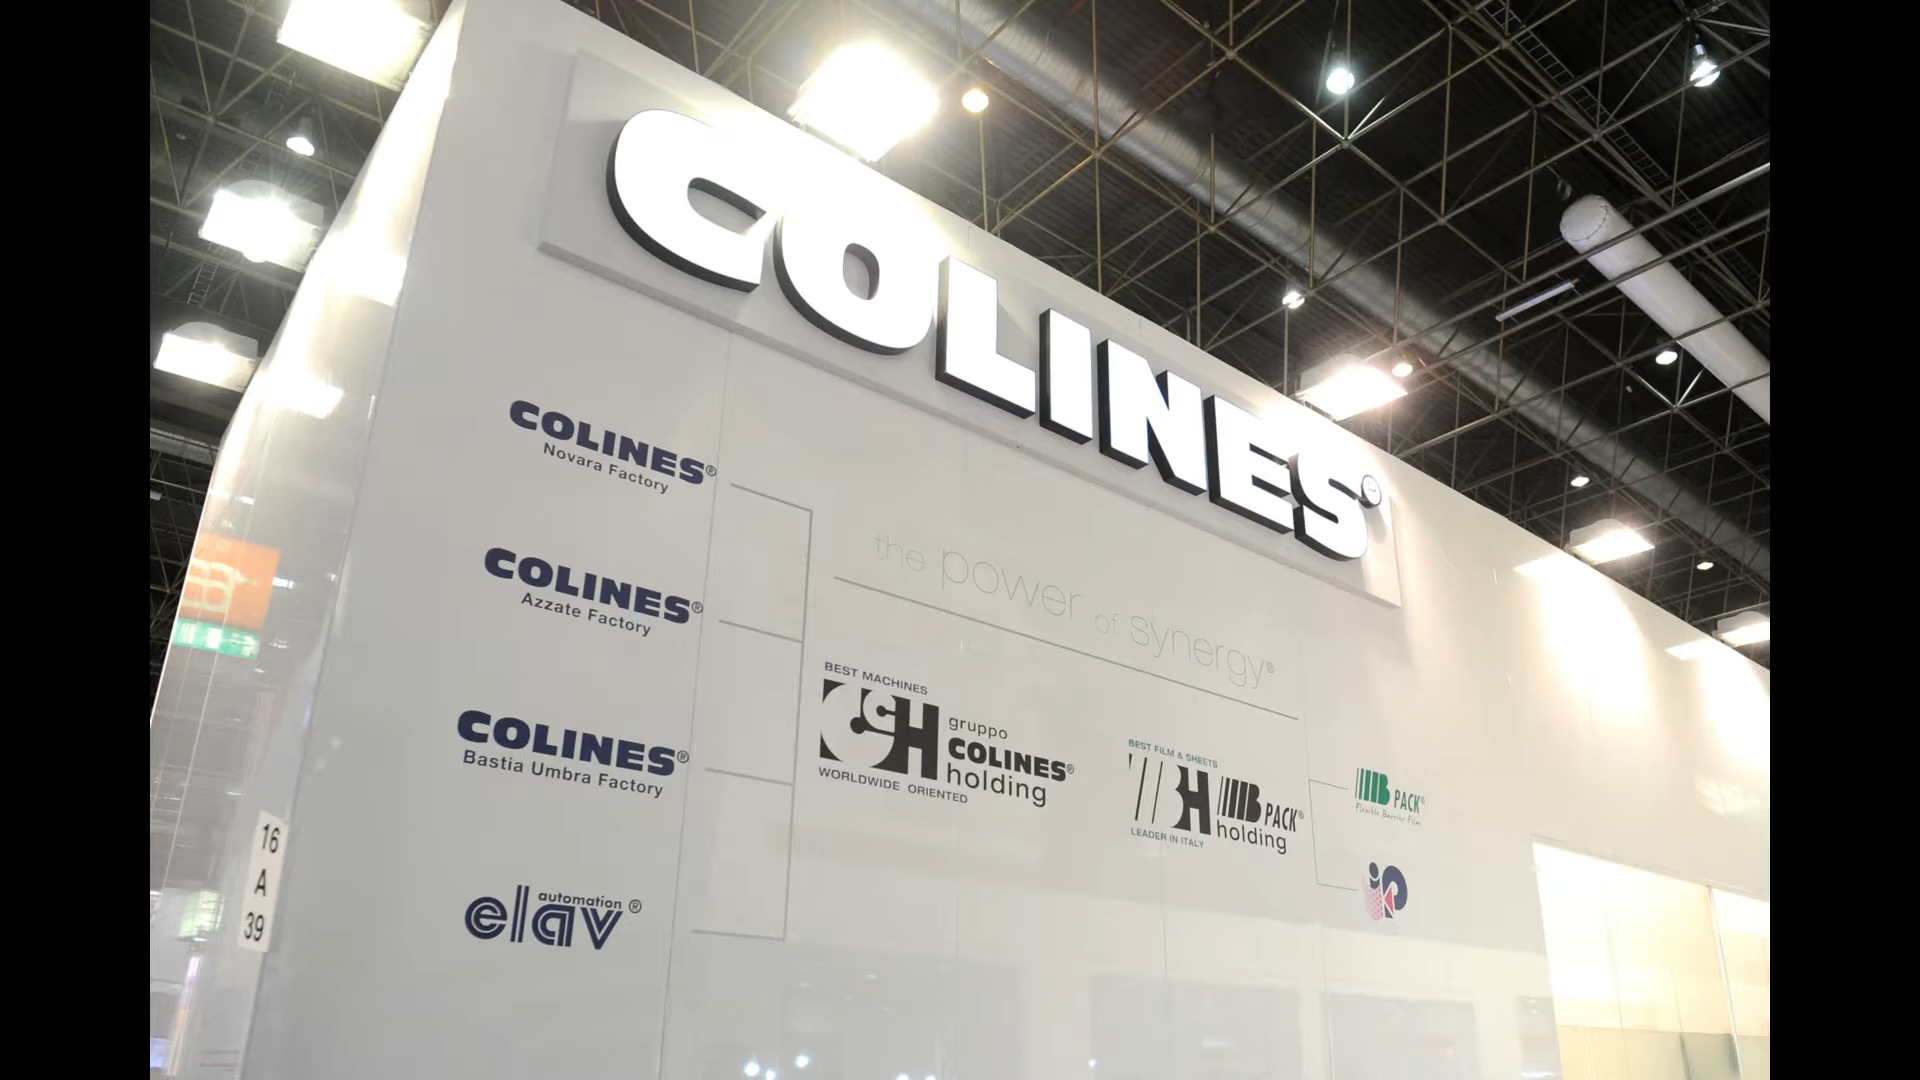 COLINES®
COLINES®
Novara Factory
COLINES®
Azzate Factory
COLINES®
Bastia Umbra Factory
elav automation ®
the power of synergy®
BEST MACHINES
CSH
gruppo
COLINES®
holding
WORLDWIDE ORIENTED
BEST FILM & SHEETS
BH
PACK®
holding
LEADER IN ITALY
B PACK®
Flexible Barrier Film
16
A
39